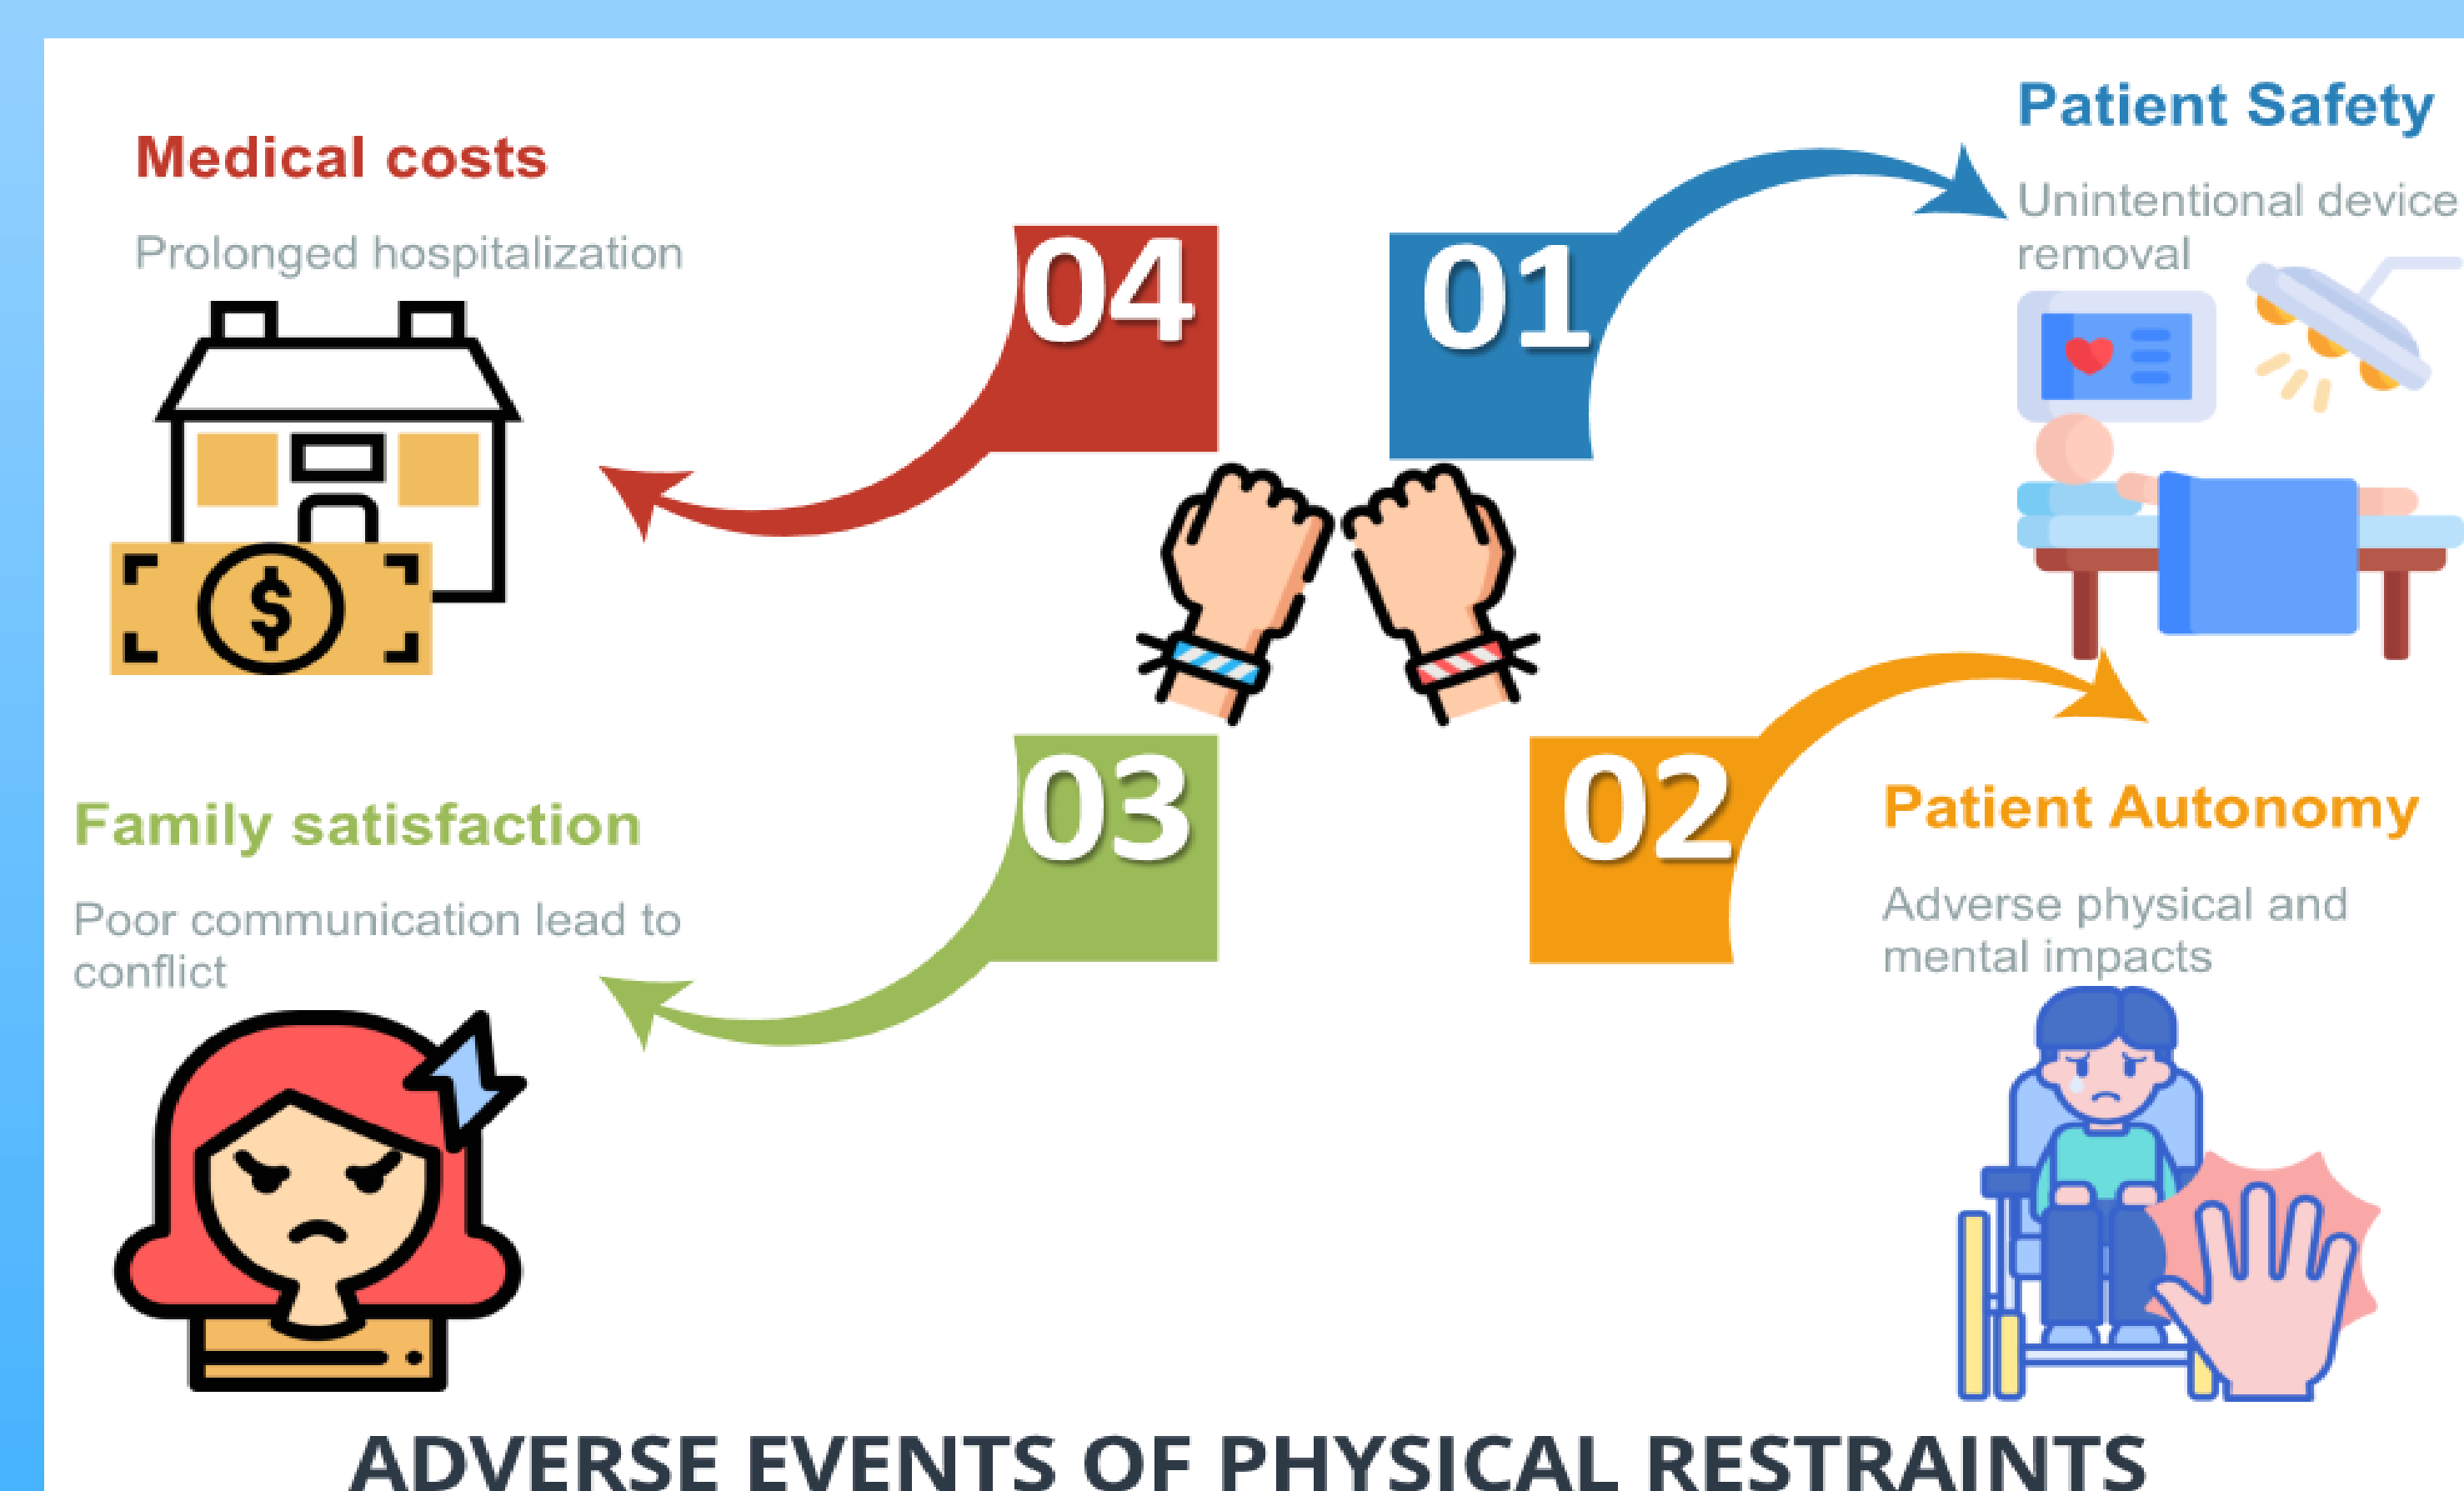 Medical costs
Prolonged hospitalization
04
01
Patient Safety
Unintentional device
removal
Family satisfaction
Poor communication lead to
conflict
03
02
Patient Autonomy
Adverse physical and
mental impacts
$
ADVERSE EVENTS OF PHYSICAL RESTRAINTS